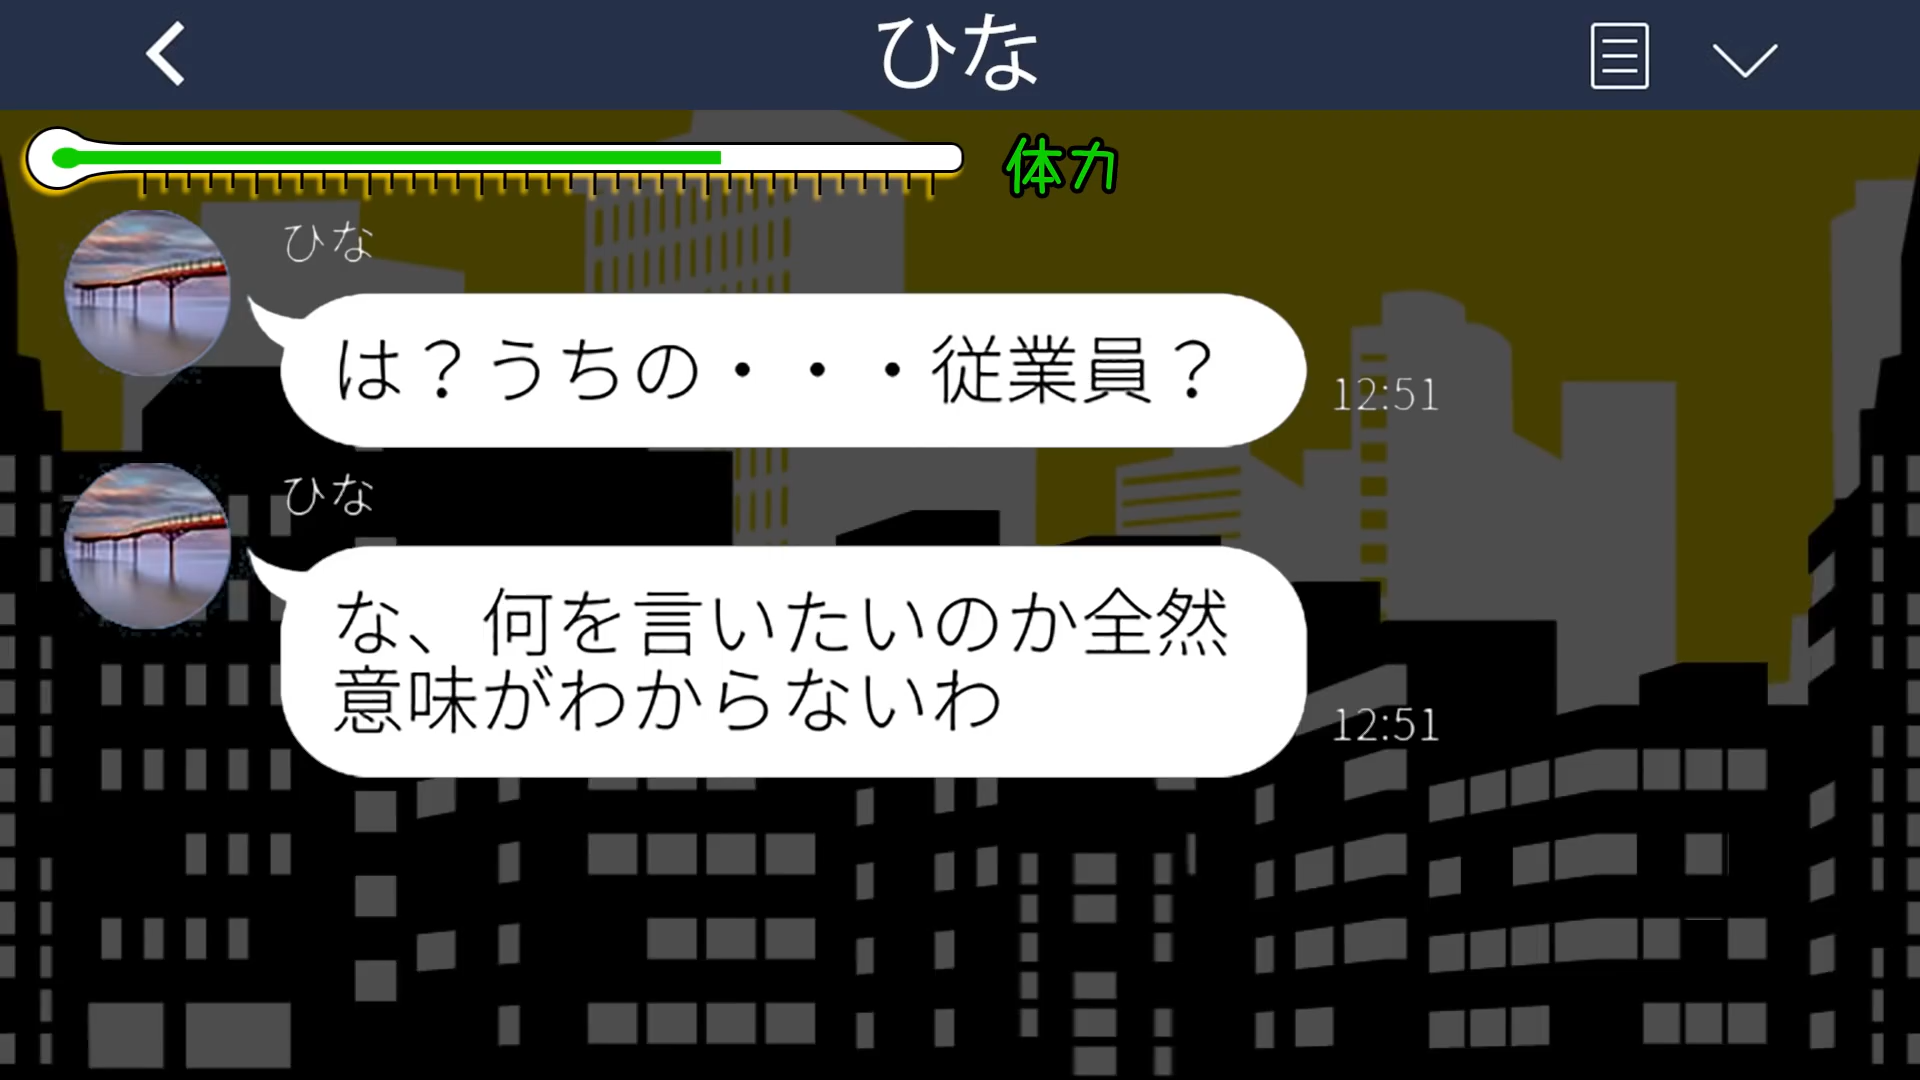 ひな
体力
ひな
は？うちの・・・従業員？
12:51
ひな
な、何を言いたいのか全然
意味がわからないわ
12:51